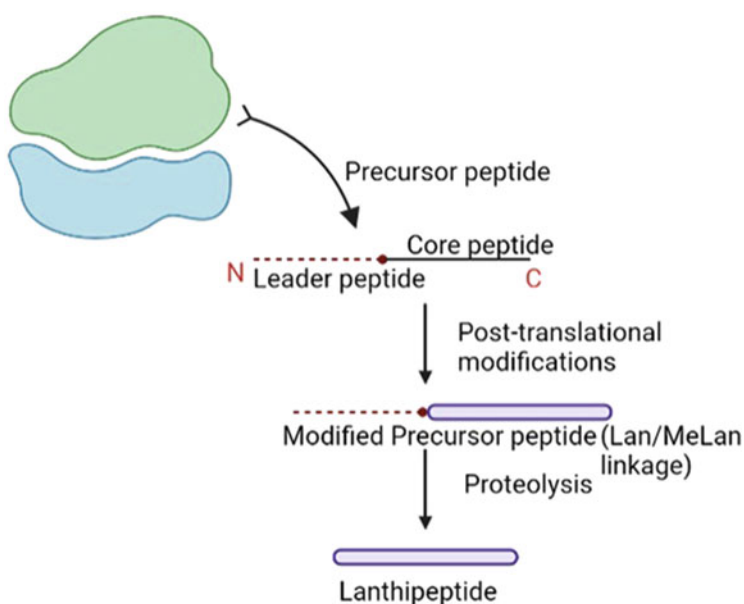 Precursor peptide
Core peptide
N
Leader peptide
C
Post-translational
modifications
Modified Precursor peptide (Lan/MeLan
linkage)
Proteolysis
Lanthipeptide